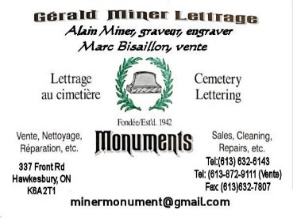 Gérald Miner Lettrage
Alain Miner, graveur, engraver
Marc Bisaillon, vente
Lettrage
au cimetière
Cemetery
Lettering
Fondée/Est'd. 1942
Monuments
Vente, Nettoyage,
Réparation, etc.
Sales, Cleaning,
Repairs, etc.
337 Front Rd
Hawkesbury, ON
K6A 2T1
Tel:(613) 632-6143
Tel: (613-872-9111 (Vente)
Fax (613)632-7807
minermonument@gmail.com